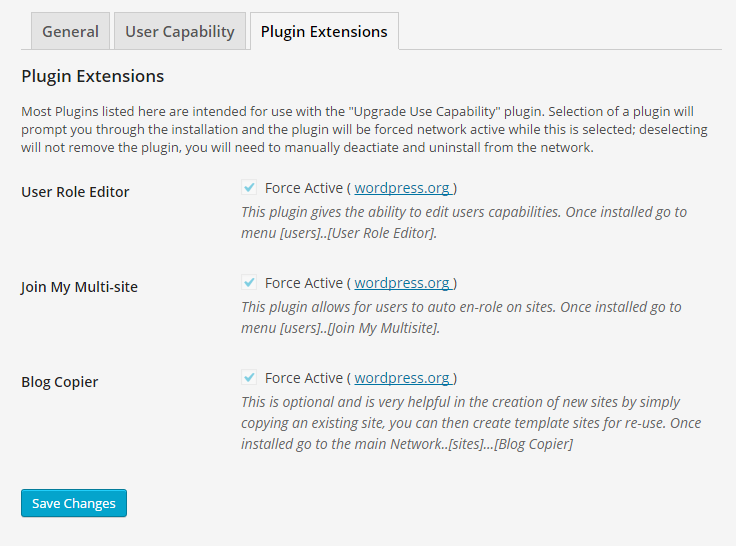 General
User Capability
Plugin Extensions
Plugin Extensions
Most Plugins listed here are intended for use with the "Upgrade Use Capability" plugin. Selection of a plugin will
prompt you through the installation and the plugin will be forced network active while this is selected; deselecting
will not remove the plugin, you will need to manually deactiate and uninstall from the network.
User Role Editor
Force Active ( wordpress.org )
This plugin gives the ability to edit users capabilities. Once installed go to
menu [users]..[User Role Editor].
Join My Multi-site
Force Active ( wordpress.org )
This plugin allows for users to auto en-role on sites. Once installed go to
menu [users]..[Join My Multisite].
Blog Copier
Force Active ( wordpress.org )
This is optional and is very helpful in the creation of new sites by simply
copying an existing site, you can then create template sites for re-use. Once
installed go to the main Network..[sites]...[Blog Copier]
Save Changes